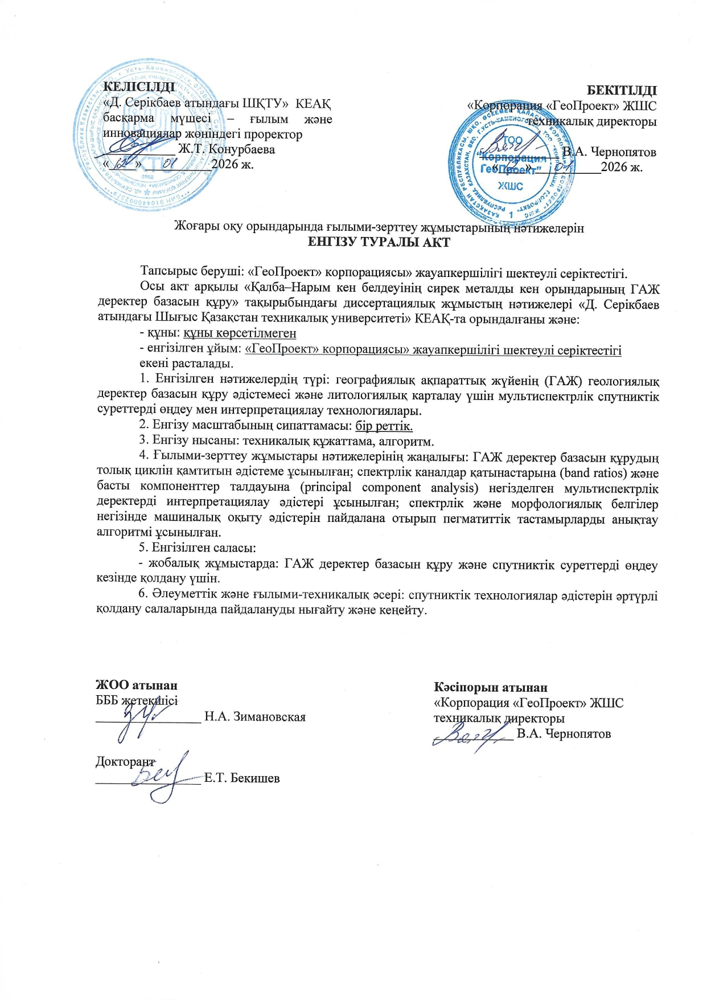 КЕЛІСІЛДІ
«Д. Серікбаев атындағы ШҚТУ» КЕАҚ
басқарма мүшесі – ғылым және
инновациялар жөніндегі проректор
Ж.Т. Конурбаева
«12» 01 2026 ж.
БЕКІТІЛДІ
«Корпорация «ГеоПроект» ЖШС
техникалық директоры
В.А. Чернопятов
«12» 01 2026 ж.
ТОО
"Корпорация
ГеоПроект"
ЖШС
1
Жоғары оқу орындарында ғылыми-зерттеу жұмыстарының нәтижелерін
ЕНГІЗУ ТУРАЛЫ АКТ
Тапсырыс беруші: «ГеоПроект» корпорациясы» жауапкершілігі шектеулі серіктестігі.
Осы акт арқылы «Қалба–Нарым кен белдеуінің сирек металды кен орындарының ГАЖ
деректер базасын құру» тақырыбындағы диссертациялық жұмыстың нәтижелері «Д. Серікбаев
атындағы Шығыс Қазақстан техникалық университеті» КЕАҚ-та орындалғаны және:
- құны: құны көрсетілмеген
- енгізілген ұйым: «ГеоПроект» корпорациясы» жауапкершілігі шектеулі серіктестігі
екені расталады.
1. Енгізілген нәтижелердің түрі: географиялық ақпараттық жүйенің (ГАЖ) геологиялық
деректер базасын құру әдістемесі және литологиялық карталау үшін мультиспектрлік спутниктік
суреттерді өңдеу мен интерпретациялау технологиялары.
2. Енгізу масштабының сипаттамасы: бір реттік.
3. Енгізу нысаны: техникалық құжаттама, алгоритм.
4. Ғылыми-зерттеу жұмыстары нәтижелерінің жаңалығы: ГАЖ деректер базасын құрудың
толық циклін қамтитын әдістеме ұсынылған; спектрлік каналдар қатынастарына (band ratios) және
басты компоненттер талдауына (principal component analysis) негізделген мультиспектрлік
деректерді интерпретациялау әдістері ұсынылған; спектрлік және морфологиялық белгілер
негізінде машиналық оқыту әдістерін пайдалана отырып пегматиттік тастамырларды анықтау
алгоритмі ұсынылған.
5. Енгізілген саласы:
- жобалық жұмыстарда: ГАЖ деректер базасын құру және спутниктік суреттерді өңдеу
кезінде қолдану үшін.
6. Әлеуметтік және ғылыми-техникалық әсері: спутниктік технологиялар әдістерін әртүрлі
қолдану салаларында пайдалануды нығайту және кеңейту.
ЖОО атынан
БББ жетекшісі
Н.А. Зимановская
Докторант
Е.Т. Бекишев
Кәсіпорын атынан
«Корпорация «ГеоПроект» ЖШС
техникалық директоры
В.А. Чернопятов